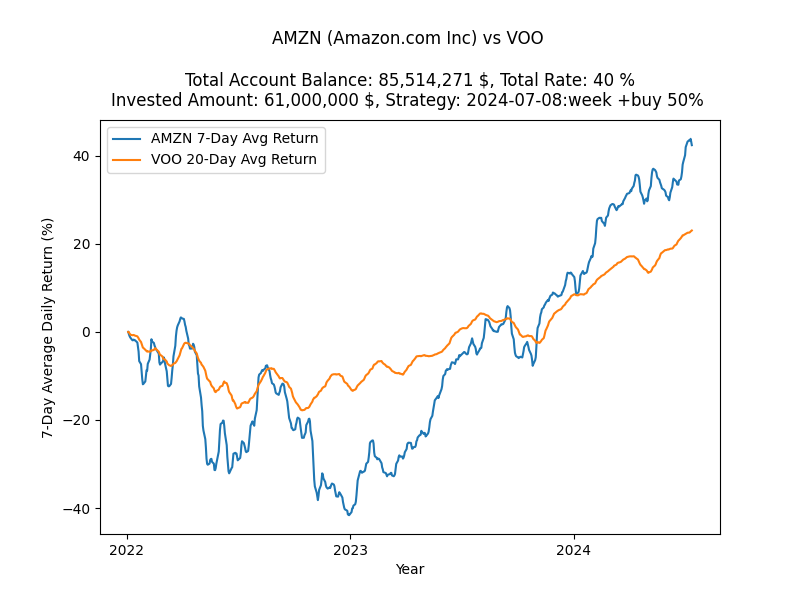 AMZN (Amazon.com Inc) vs VOO
Total Account Balance: 85,514,271 $, Total Rate: 40 %
Invested Amount: 61,000,000 $, Strategy: 2024-07-08:week +buy 50%
AMZN 7-Day Avg Return
VOO 20-Day Avg Return
7-Day Average Daily Return (%)
40
20
0
−20
−40
2022
2023
2024
Year